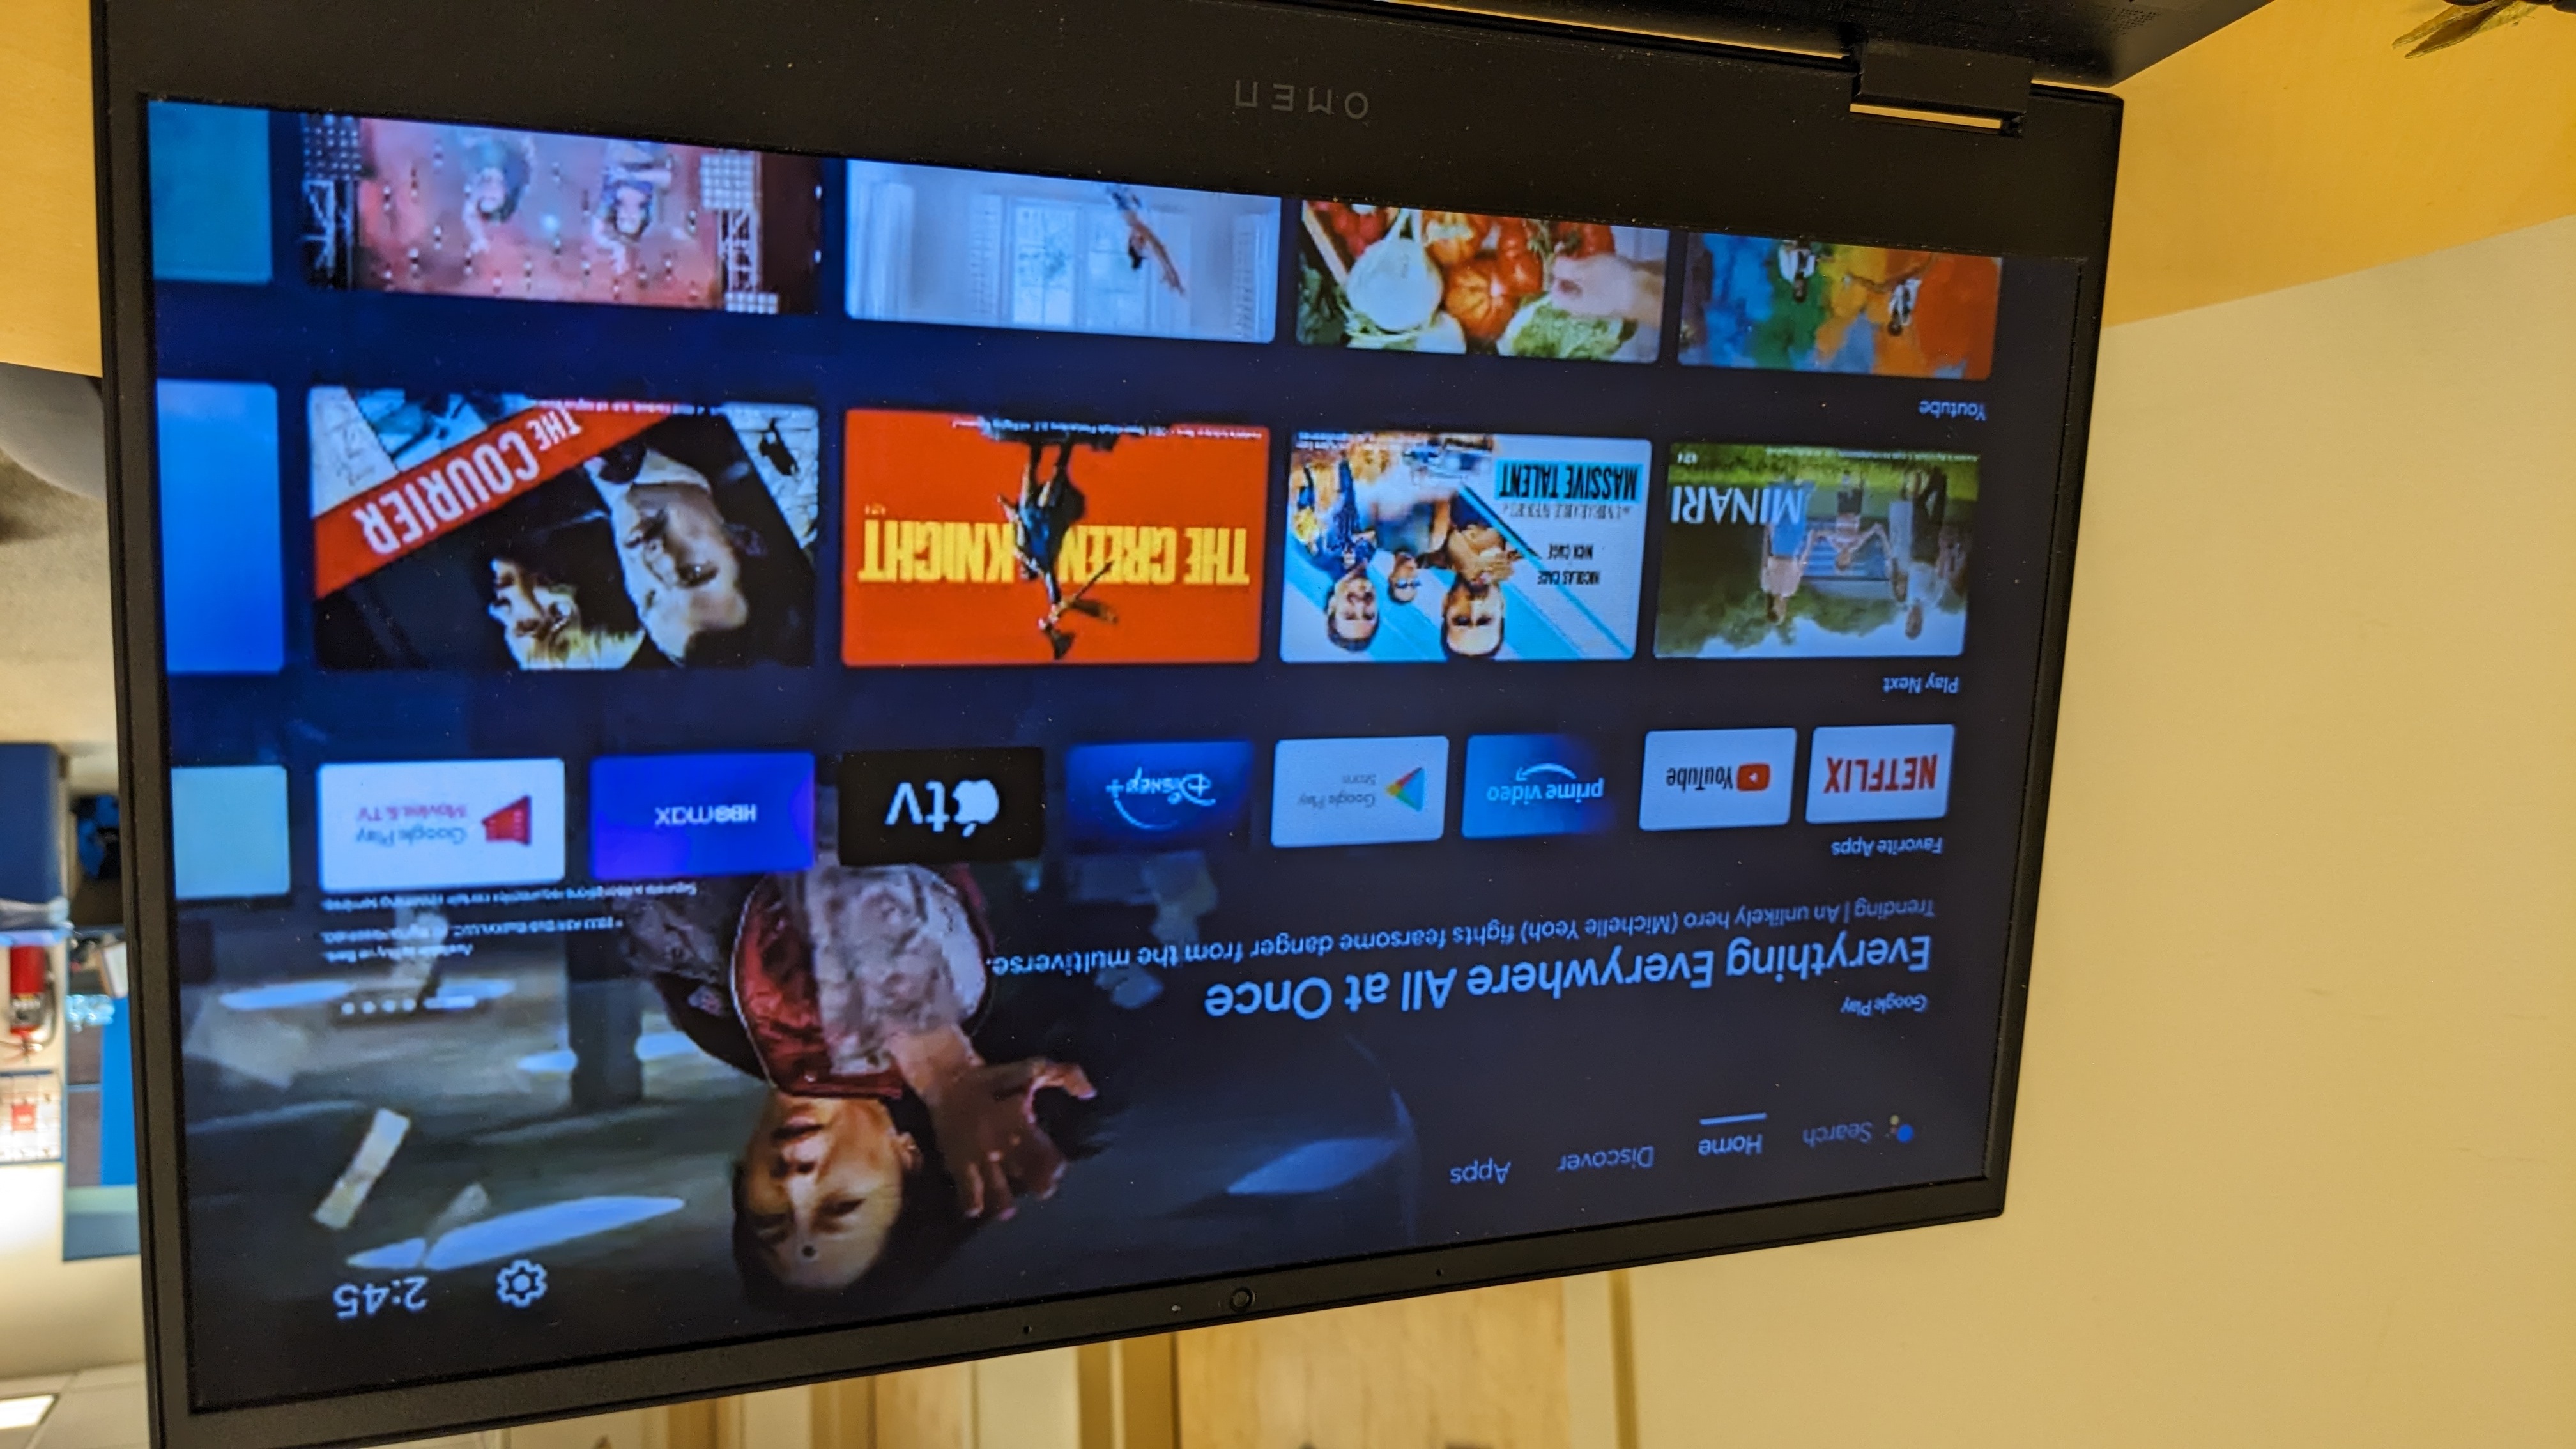 Search Home Discover Apps
2:45
Google Play
Everything Everywhere All at Once
Trending | An unlikely hero (Michelle Yeoh) fights fearsome danger from the multiverse.
Favorite Apps
NETFLIX
YouTube
prime video
Google Play
Store
Disney+
tv
HBOmax
Google Play
Movies & TV
Play Next
MINARI
NICOLAS CAGE
NICK CAGE
MASSIVE TALENT
THE GREEN KNIGHT
THE COURIER
Youtube
OMEN